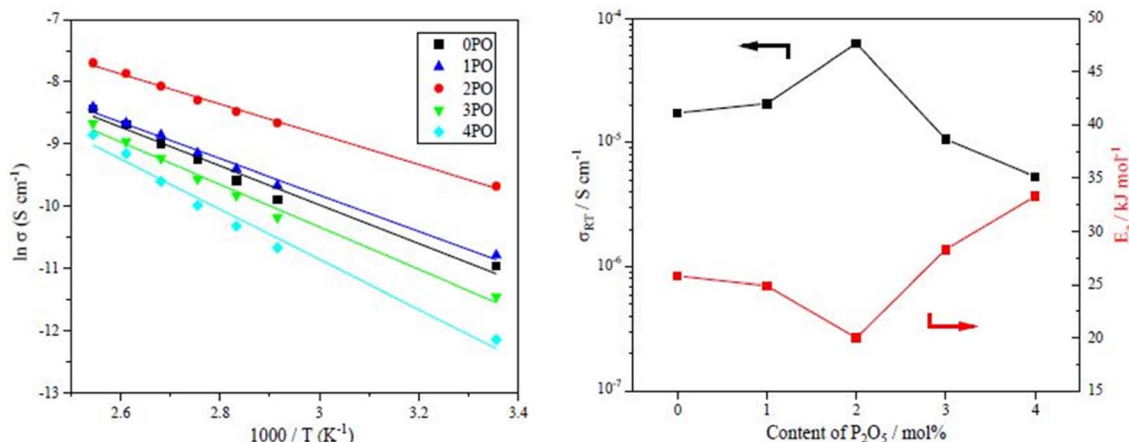 -7
-8
-9
-10
-11
-12
-13
ln σ (S cm⁻¹)
0PO
1PO
2PO
3PO
4PO
2.6
2.8
3
3.2
3.4
1000 / T (K⁻¹)
10⁻⁴
10⁻⁵
10⁻⁶
10⁻⁷
σRT / S cm⁻¹
50
45
40
35
30
25
20
15
Eₐ / kJ mol⁻¹
0
1
2
3
4
Content of P₂O₅ / mol%